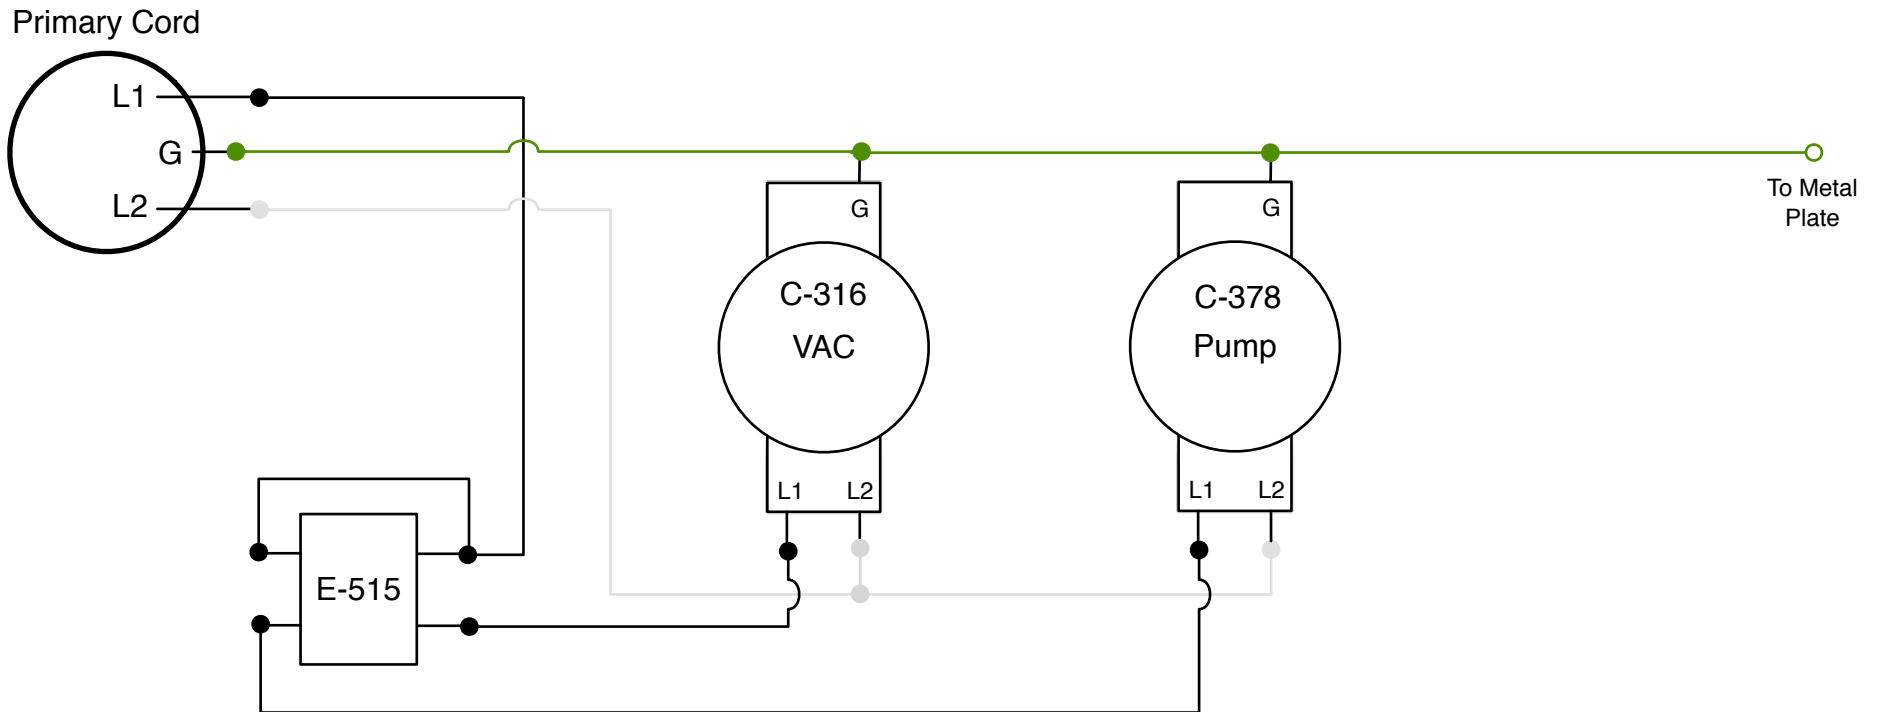 Primary Cord
L1
G
L2
To Metal
Plate
G
G
C-316
VAC
C-378
Pump
L1 L2
L1 L2
E-515